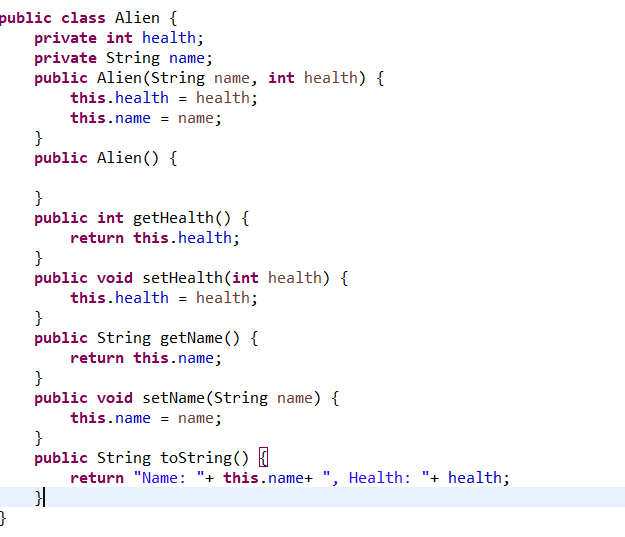 public class Alien {
    private int health;
    private String name;
    public Alien(String name, int health) {
        this.health = health;
        this.name = name;
    }
    public Alien() {

    }
    public int getHealth() {
        return this.health;
    }
    public void setHealth(int health) {
        this.health = health;
    }
    public String getName() {
        return this.name;
    }
    public void setName(String name) {
        this.name = name;
    }
    public String toString() {
        return "Name: "+ this.name+ ", Health: "+ health;
    }
}